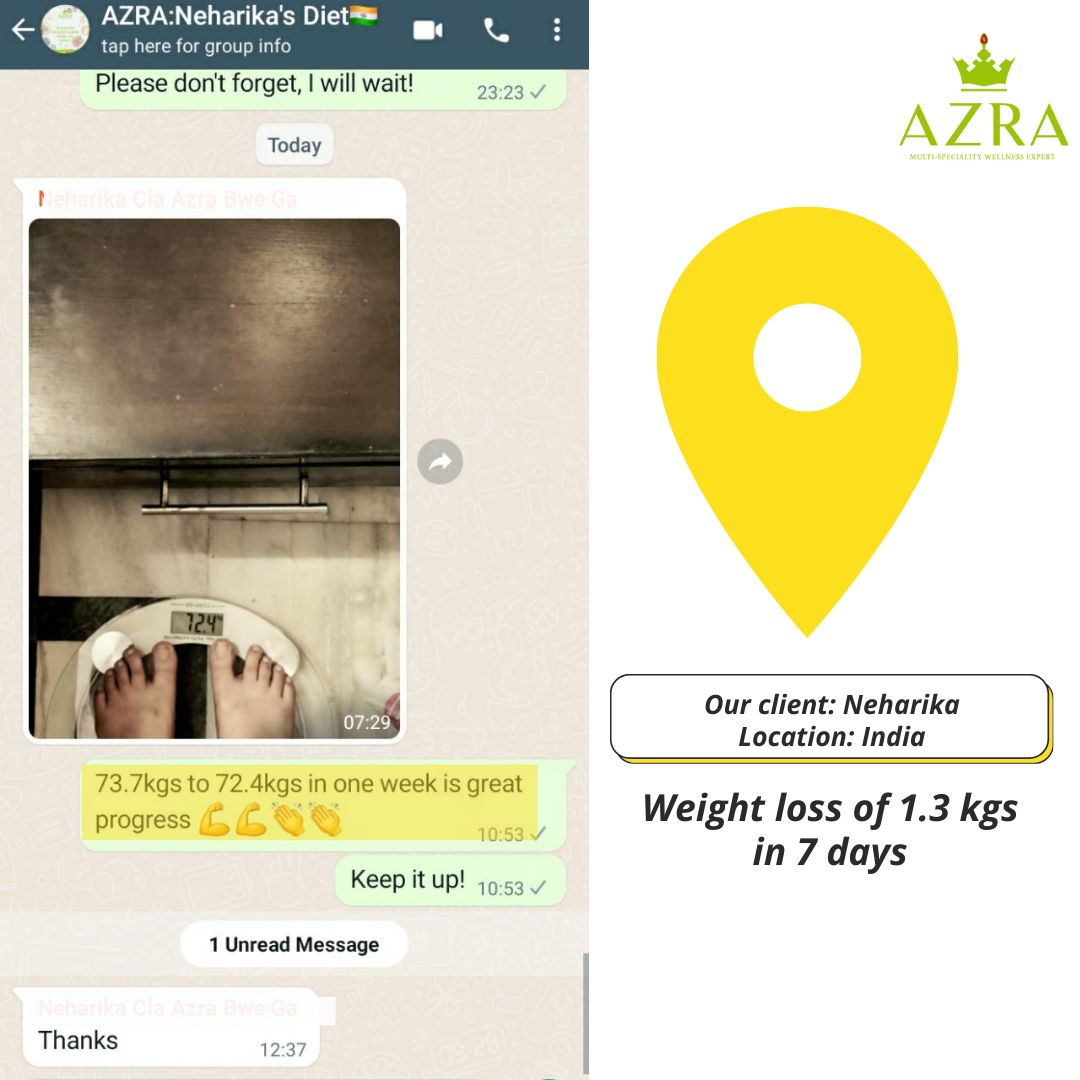 AZRA:Neharika's Diet🇮🇳
tap here for group info
Please don't forget, I will wait!
23:23
Today
Neharika Cla Azra Bwe Ga
72.4
07:29
73.7kgs to 72.4kgs in one week is great
progress 💪💪👏👏
10:53
Keep it up! 10:53
1 Unread Message
Neharika Cla Azra Bwe Ga
Thanks
12:37
AZRA
MULTI-SPECIALITY WELLNESS EXPERT
Our client: Neharika
Location: India
Weight loss of 1.3 kgs
in 7 days